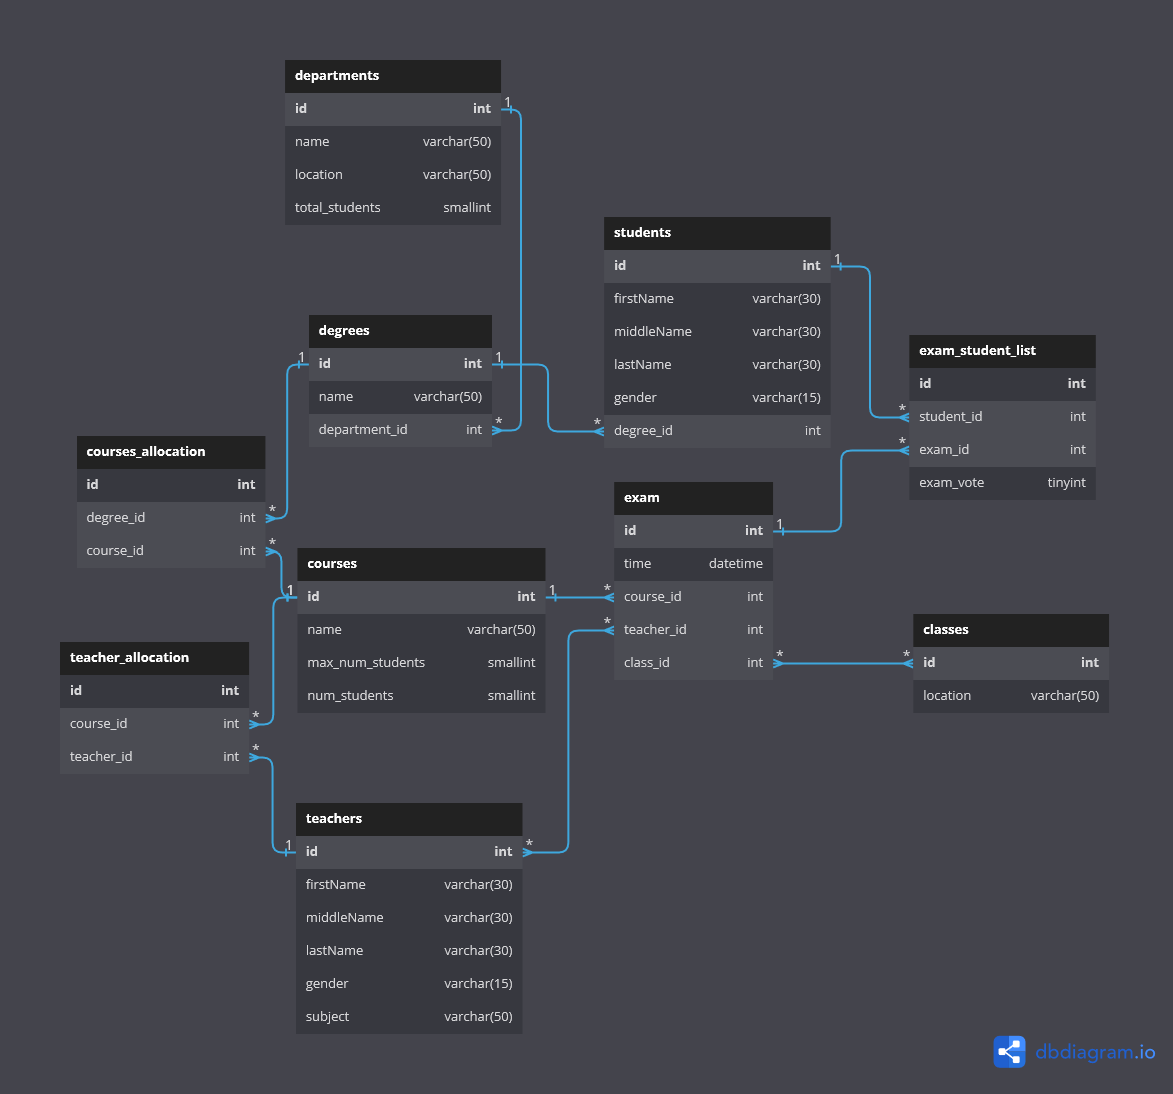 departments
id int
name varchar(50)
location varchar(50)
total_students smallint
1
*
degrees
1 id int 1
name varchar(50)
department_id int
students
id int
firstName varchar(30)
middleName varchar(30)
lastName varchar(30)
gender varchar(15)
degree_id int
1
*
exam_student_list
id int
student_id int
exam_id int
exam_vote tinyint
*
*
courses_allocation
id int
degree_id int
course_id int
*
*
courses
1 id int 1
name varchar(50)
max_num_students smallint
num_students smallint
exam
id int 1
time datetime
* course_id int
* teacher_id int
class_id int *
classes
* id int
location varchar(50)
teacher_allocation
id int
course_id int *
teacher_id int *
teachers
1 id int *
firstName varchar(30)
middleName varchar(30)
lastName varchar(30)
gender varchar(15)
subject varchar(50)
dbdiagram.io